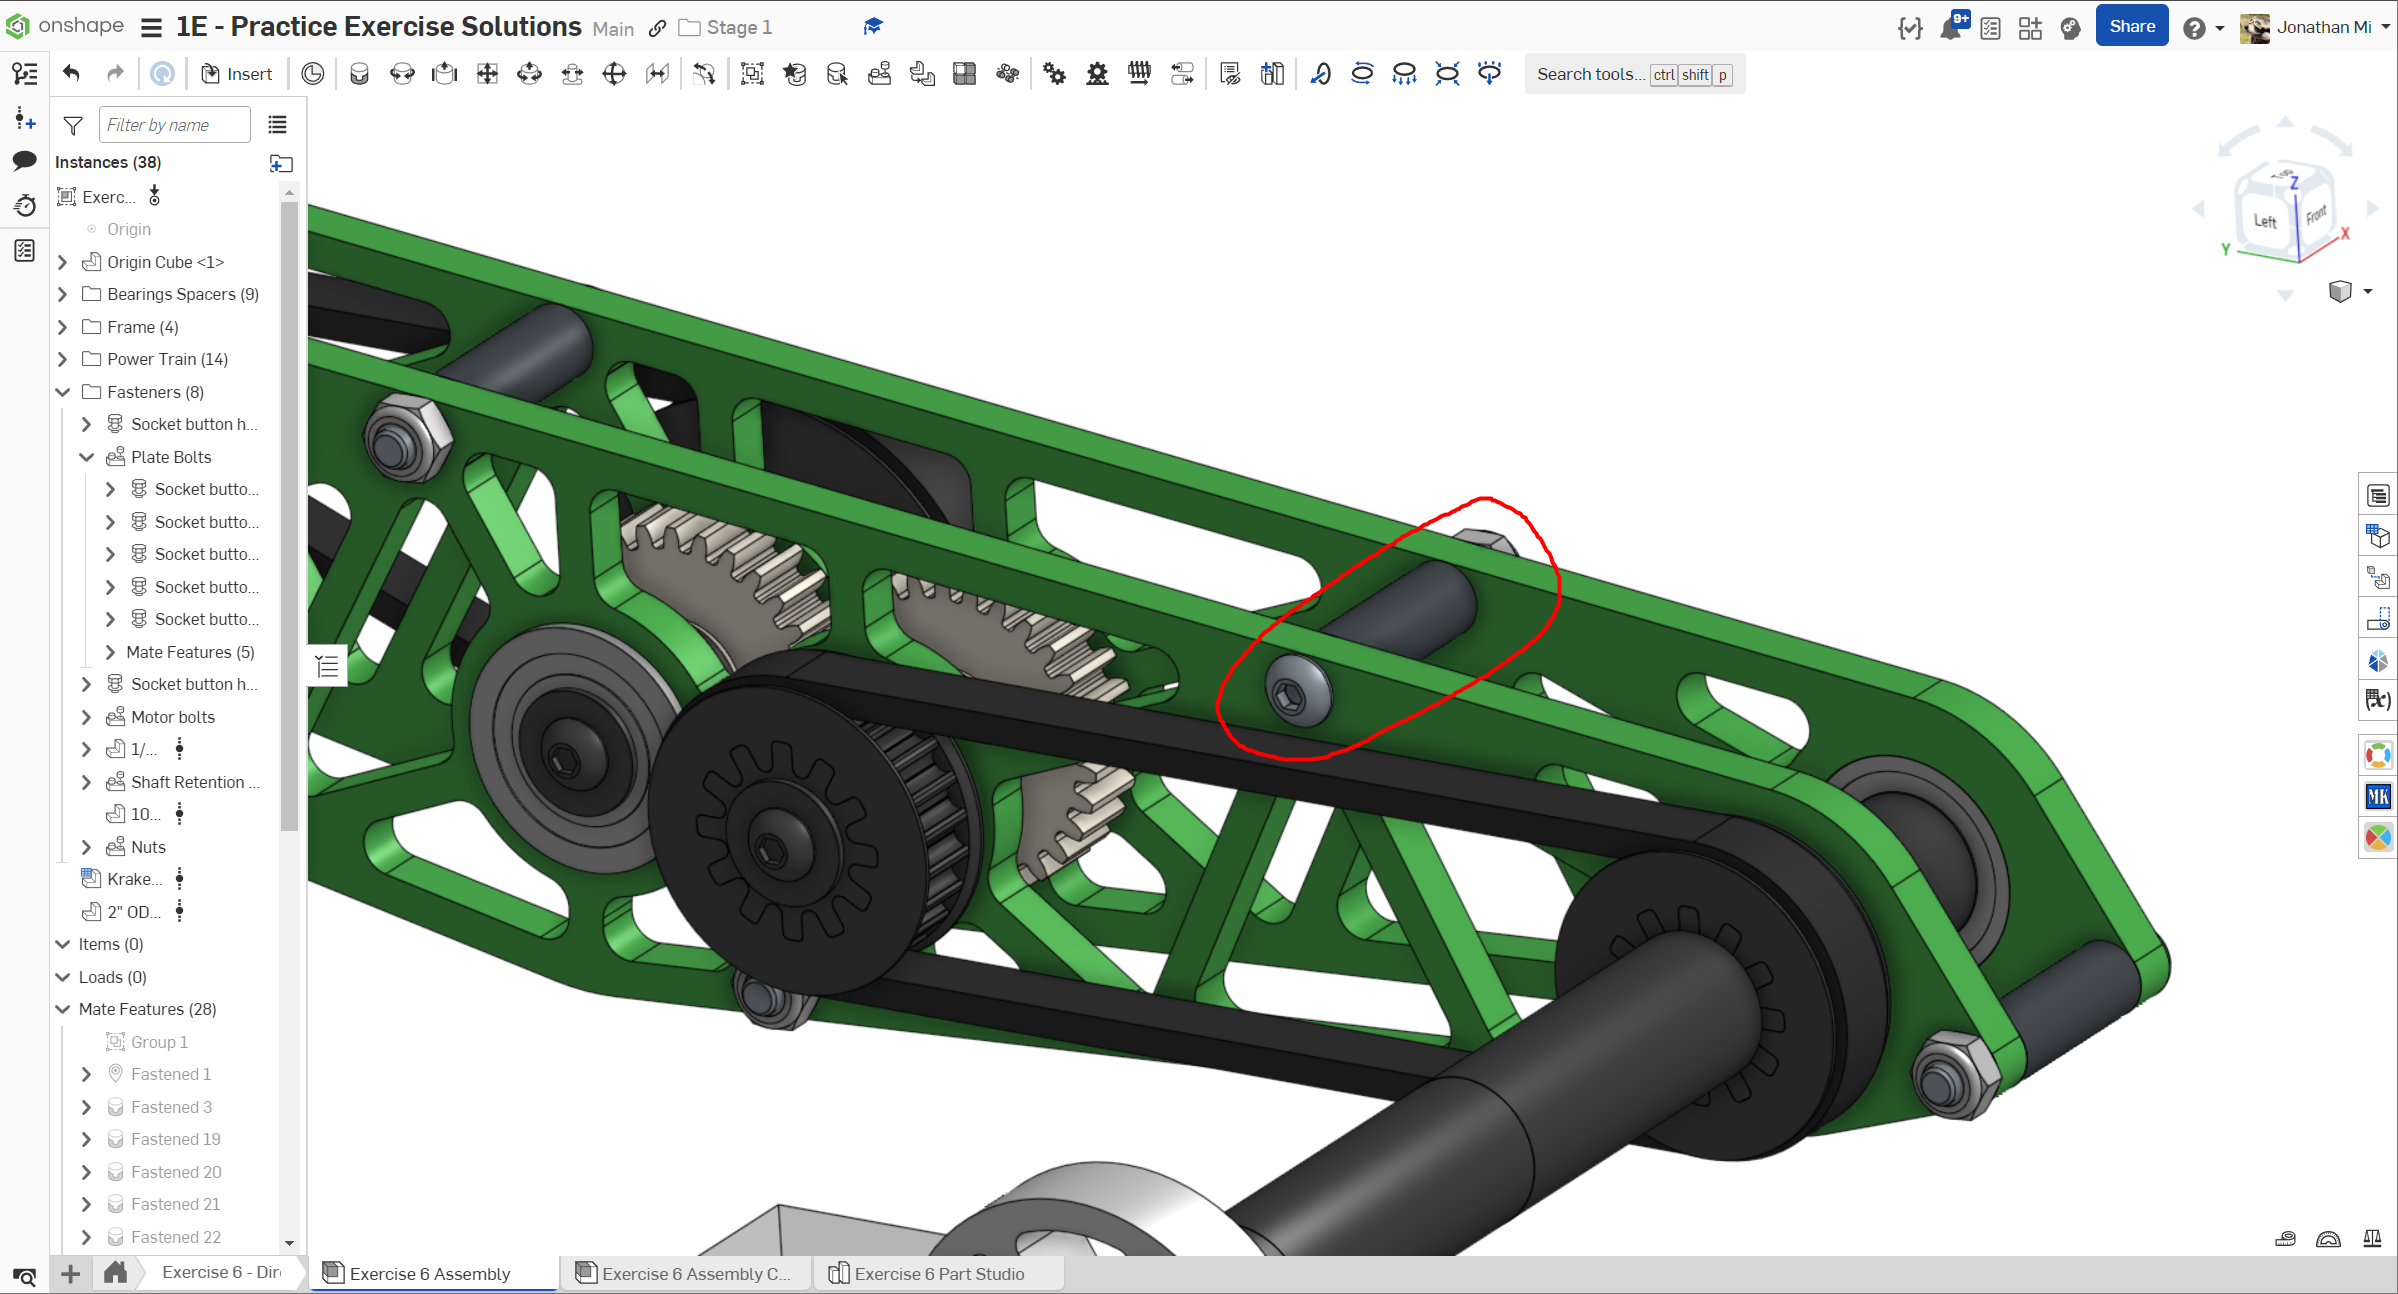 onshape
1E - Practice Exercise Solutions Main Stage 1
9+
Share
Jonathan Mi
Insert
Search tools... ctrl shift p
Filter by name
Instances (38)
Exerc...
Origin
Origin Cube <1>
Bearings Spacers (9)
Frame (4)
Power Train (14)
Fasteners (8)
Socket button h...
Plate Bolts
Socket butto...
Socket butto...
Socket butto...
Socket butto...
Socket butto...
Mate Features (5)
Socket button h...
Motor bolts
1/...
Shaft Retention ...
10...
Nuts
Krake...
2" OD...
Items (0)
Loads (0)
Mate Features (28)
Group 1
Fastened 1
Fastened 3
Fastened 19
Fastened 20
Fastened 21
Fastened 22
Top
Z
Left
Front
X
Y
(x)
MK
Exercise 6 - Dir
Exercise 6 Assembly
Exercise 6 Assembly C...
Exercise 6 Part Studio